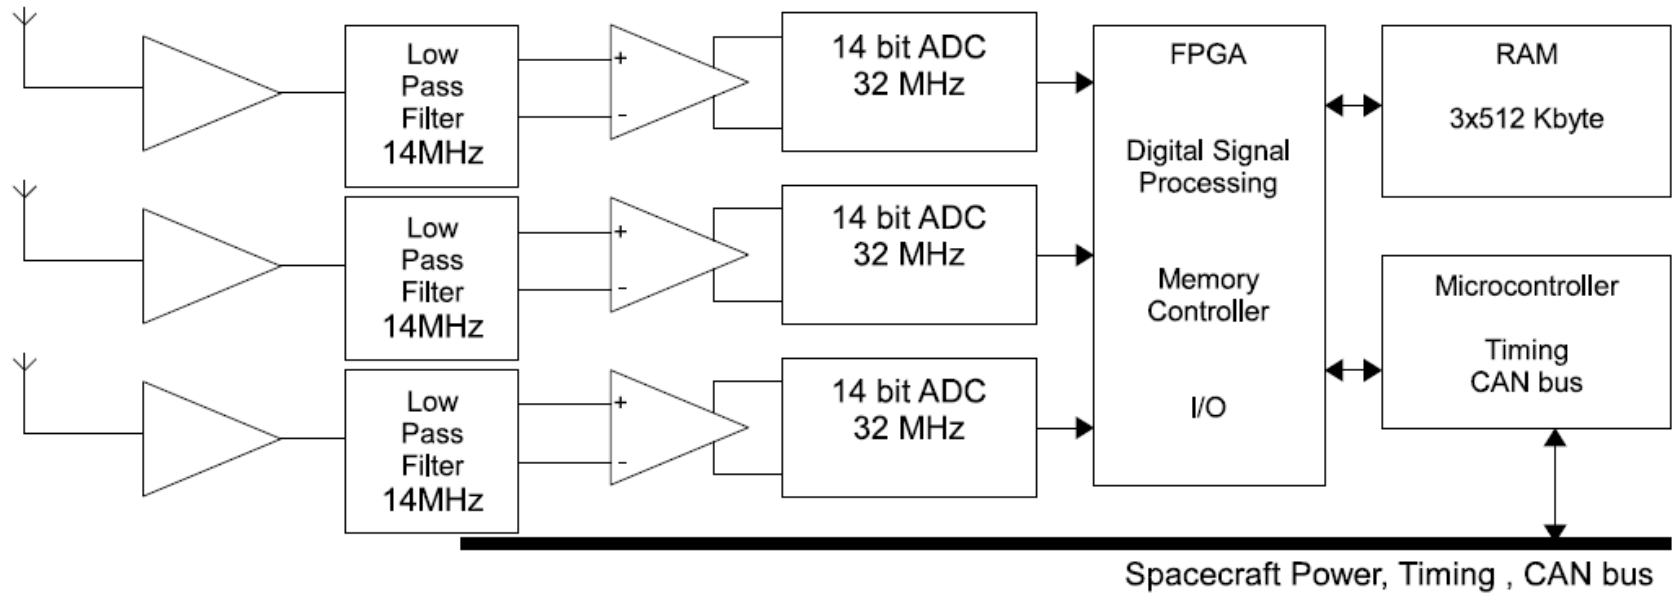 Low
Pass
Filter
14MHz
+
-
14 bit ADC
32 MHz
Low
Pass
Filter
14MHz
+
-
14 bit ADC
32 MHz
Low
Pass
Filter
14MHz
+
-
14 bit ADC
32 MHz
FPGA
Digital Signal
Processing
Memory
Controller
I/O
RAM
3x512 Kbyte
Microcontroller
Timing
CAN bus
Spacecraft Power, Timing , CAN bus